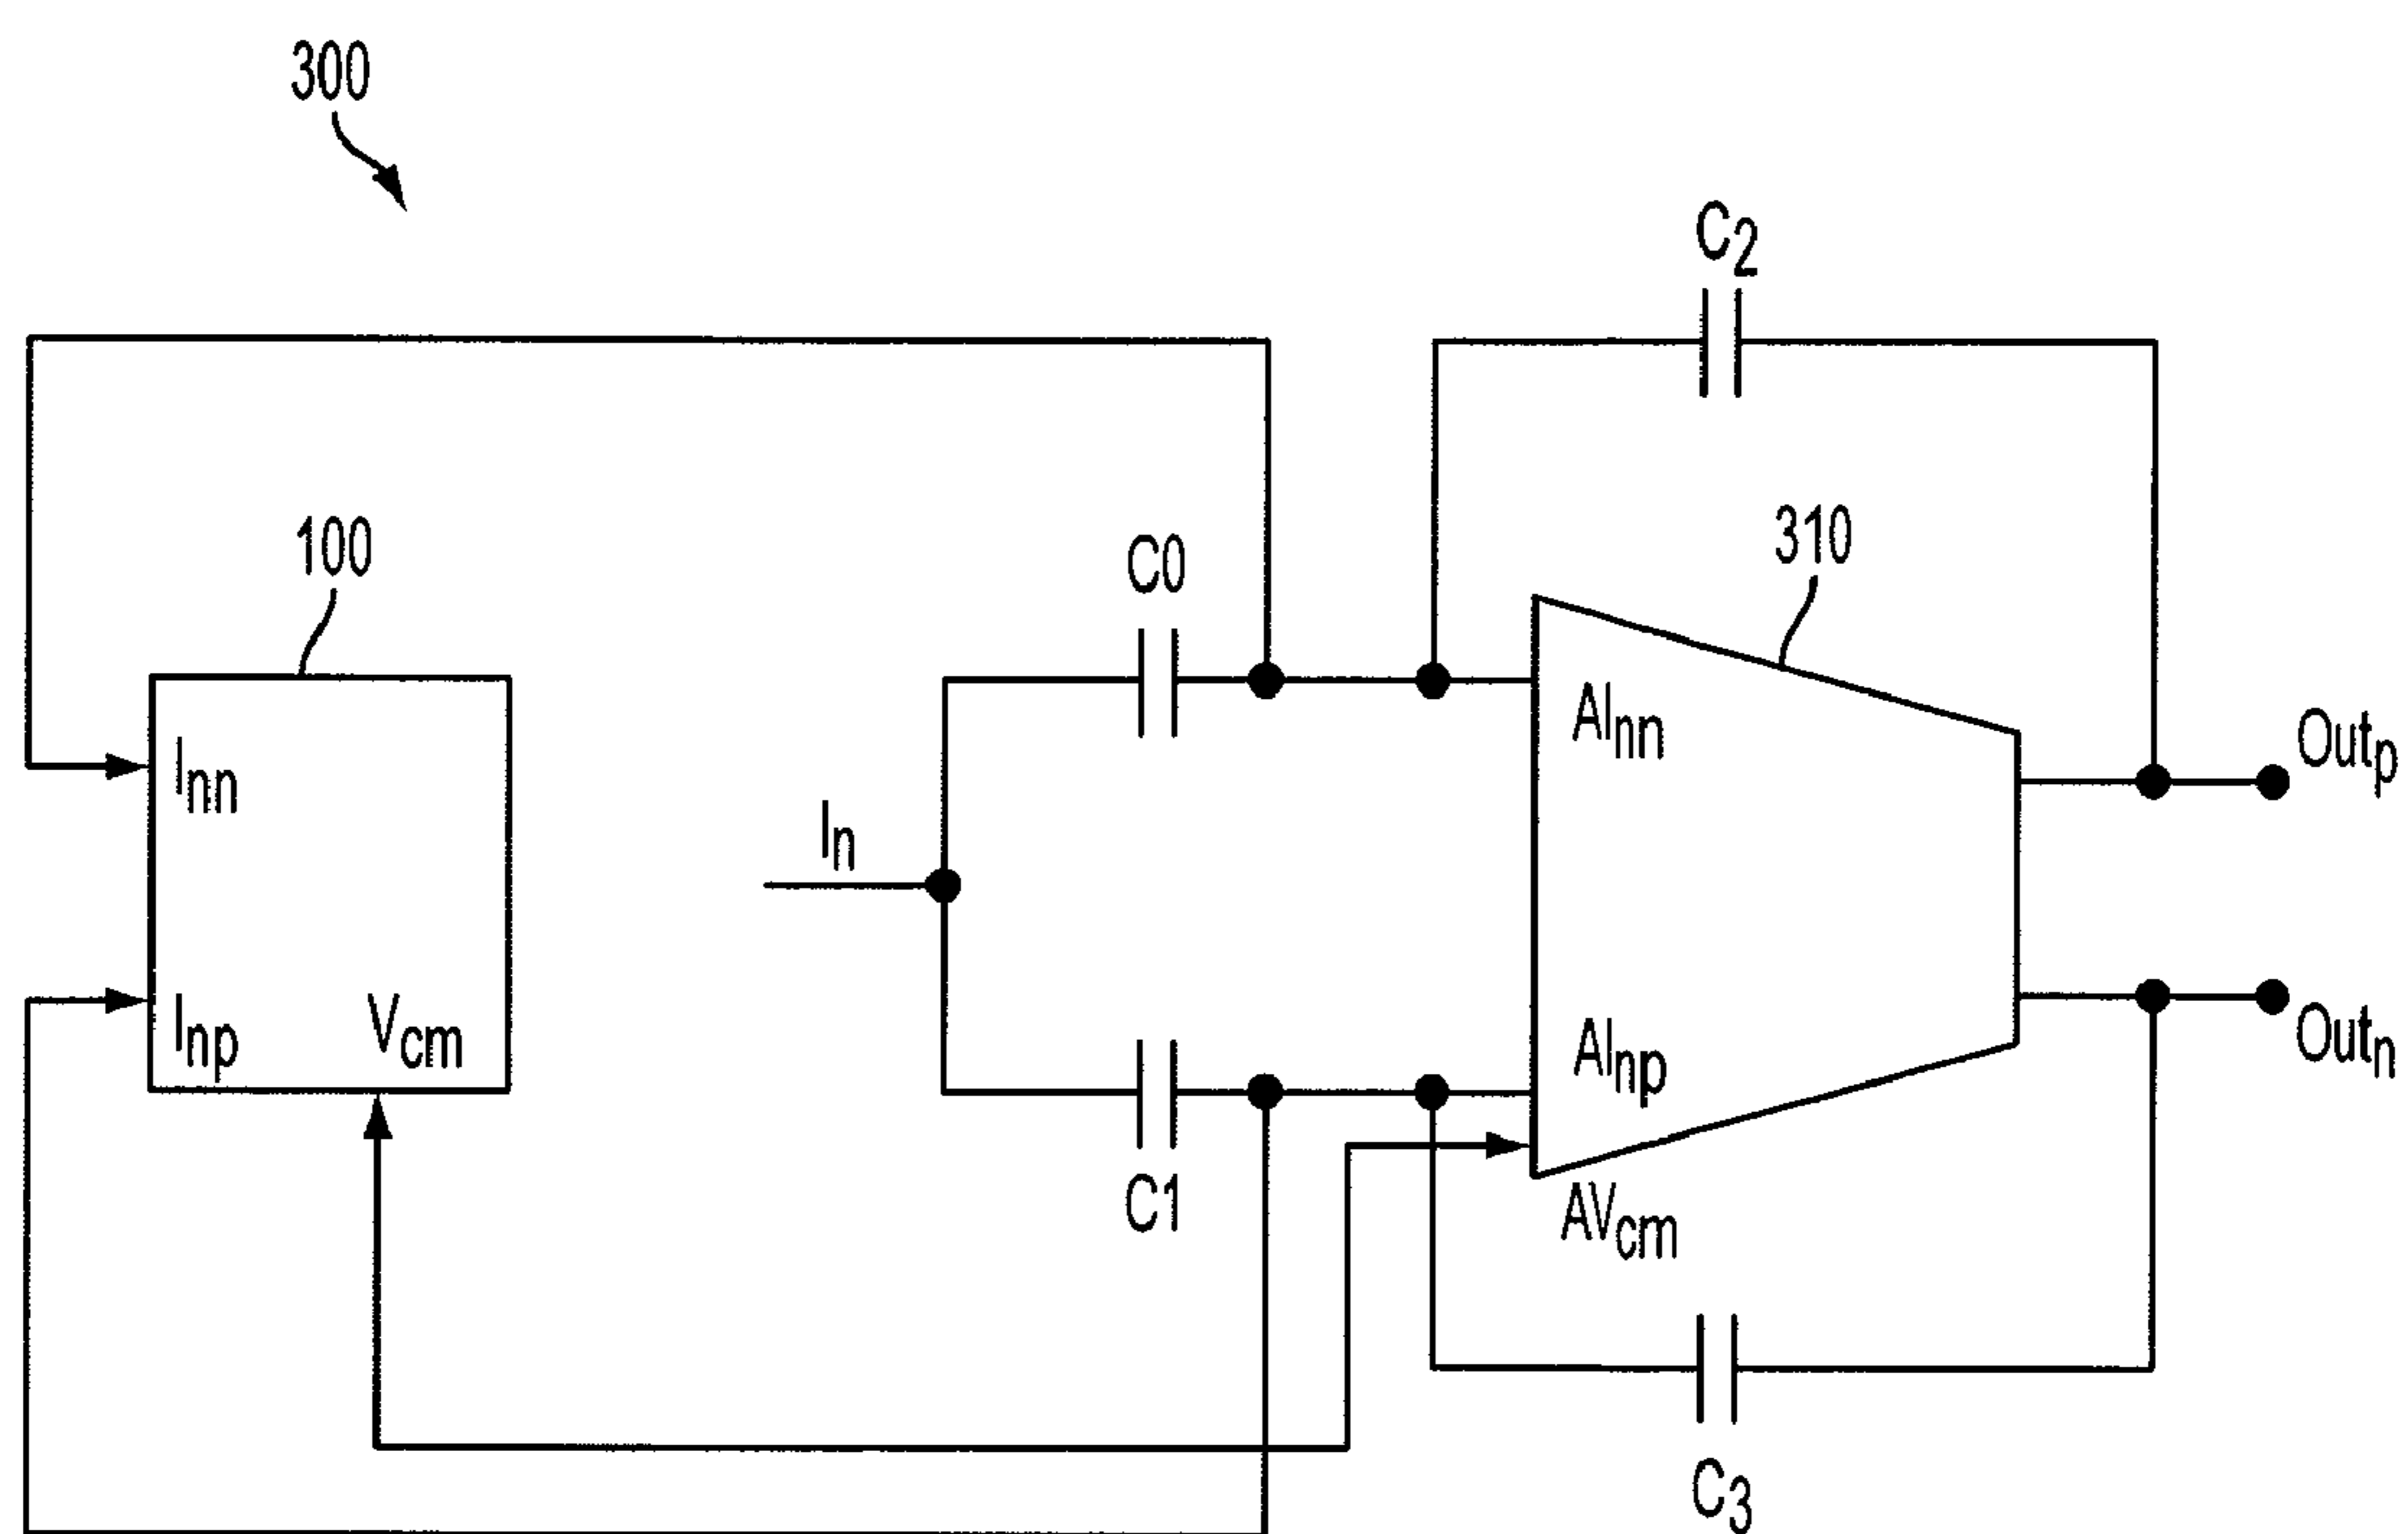 300
C2
100
C0
310
Inn
AInn
Outp
In
Inp
Vcm
AInp
Outn
C1
AVcm
C3